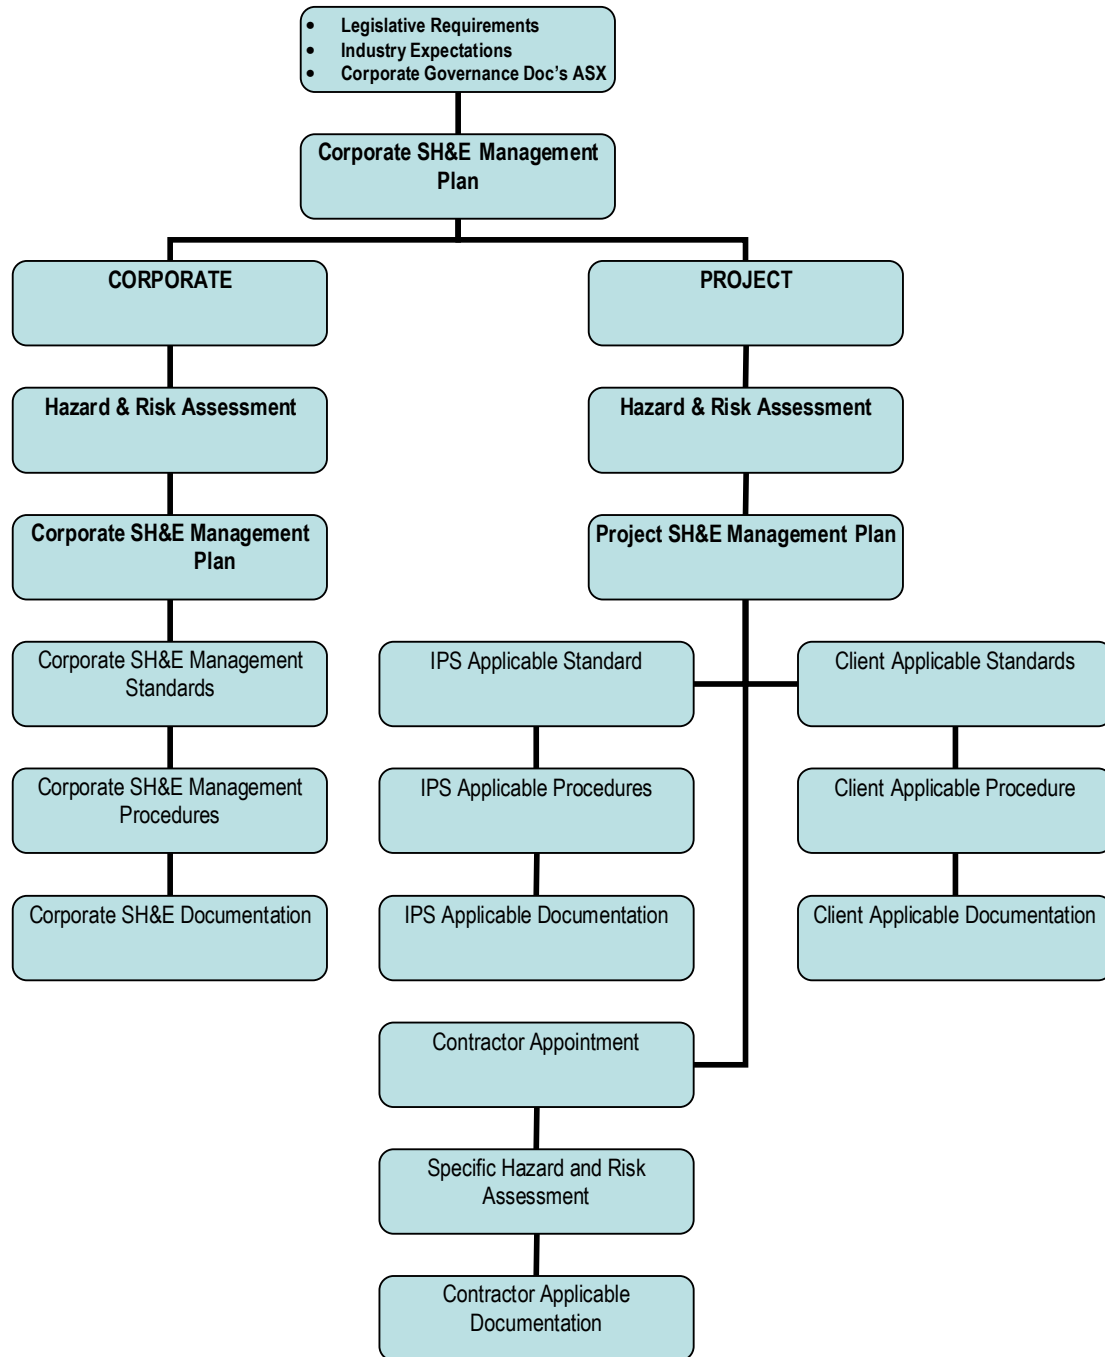 • Legislative Requirements
• Industry Expectations
• Corporate Governance Doc's ASX
Corporate SH&E Management
Plan
CORPORATE
PROJECT
Hazard & Risk Assessment
Hazard & Risk Assessment
Corporate SH&E Management
Plan
Project SH&E Management Plan
Corporate SH&E Management
Standards
IPS Applicable Standard
Client Applicable Standards
Corporate SH&E Management
Procedures
IPS Applicable Procedures
Client Applicable Procedure
Corporate SH&E Documentation
IPS Applicable Documentation
Client Applicable Documentation
Contractor Appointment
Specific Hazard and Risk
Assessment
Contractor Applicable
Documentation